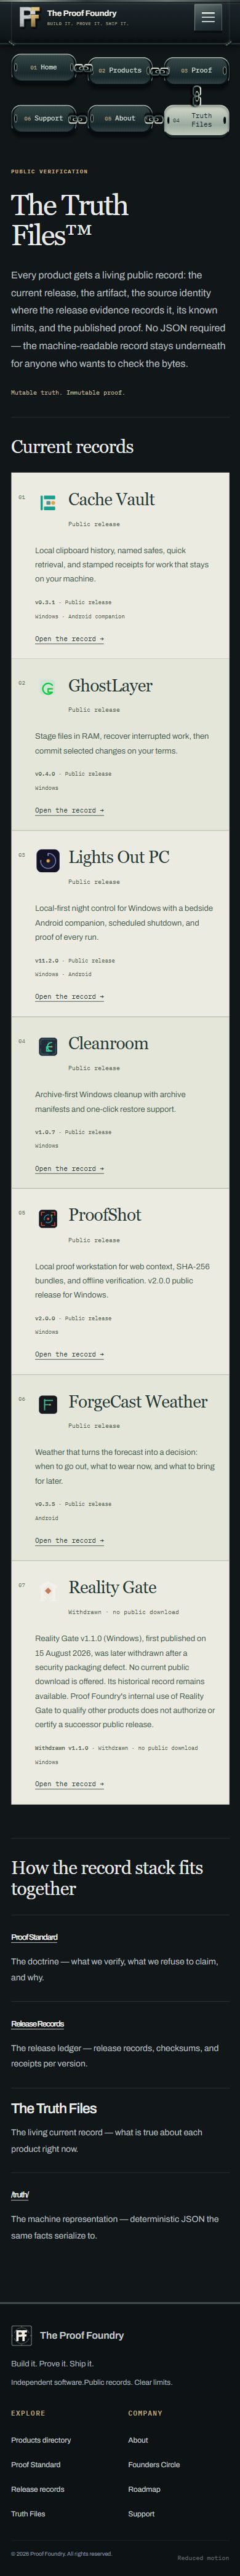 The Proof Foundry
BUILD IT. PROVE IT. SHIP IT.
01 Home
02 Products
03 Proof
06 Support
05 About
04 Truth
Files
PUBLIC VERIFICATION
The Truth
Files™
Every product gets a living public record: the
current release, the artifact, the source identity
where the release evidence records it, its known
limits, and the published proof. No JSON required
— the machine-readable record stays underneath
for anyone who wants to check the bytes.
Mutable truth. Immutable proof.
Current records
01
Cache Vault
Public release
Local clipboard history, named safes, quick
retrieval, and stamped receipts for work that stays
on your machine.
v0.3.1 · Public release
Windows · Android companion
Open the record →
02
GhostLayer
Public release
Stage files in RAM, recover interrupted work, then
commit selected changes on your terms.
v0.4.0 · Public release
Windows
Open the record →
03
Lights Out PC
Public release
Local-first night control for Windows with a bedside
Android companion, scheduled shutdown, and
proof of every run.
v11.2.0 · Public release
Windows · Android
Open the record →
04
Cleanroom
Public release
Archive-first Windows cleanup with archive
manifests and one-click restore support.
v1.0.7 · Public release
Windows
Open the record →
05
ProofShot
Public release
Local proof workstation for web context, SHA-256
bundles, and offline verification. v2.0.0 public
release for Windows.
v2.0.0 · Public release
Windows
Open the record →
06
ForgeCast Weather
Public release
Weather that turns the forecast into a decision:
when to go out, what to wear now, and what to bring
for later.
v0.3.5 · Public release
Android
Open the record →
07
Reality Gate
Withdrawn · no public download
Reality Gate v1.1.0 (Windows), first published on
15 August 2026, was later withdrawn after a
security packaging defect. No current public
download is offered. Its historical record remains
available. Proof Foundry's internal use of Reality
Gate to qualify other products does not authorize or
certify a successor public release.
Withdrawn v1.1.0 · Withdrawn · no public download
Windows
Open the record →
How the record stack fits
together
Proof Standard
The doctrine — what we verify, what we refuse to claim,
and why.
Release Records
The release ledger — release records, checksums, and
receipts per version.
The Truth Files
The living current record — what is true about each
product right now.
/truth/
The machine representation — deterministic JSON the
same facts serialize to.
The Proof Foundry
Build it. Prove it. Ship it.
Independent software.Public records. Clear limits.
EXPLORE
COMPANY
Products directory
About
Proof Standard
Founders Circle
Release records
Roadmap
Truth Files
Support
© 2026 Proof Foundry. All rights reserved.
Reduced motion